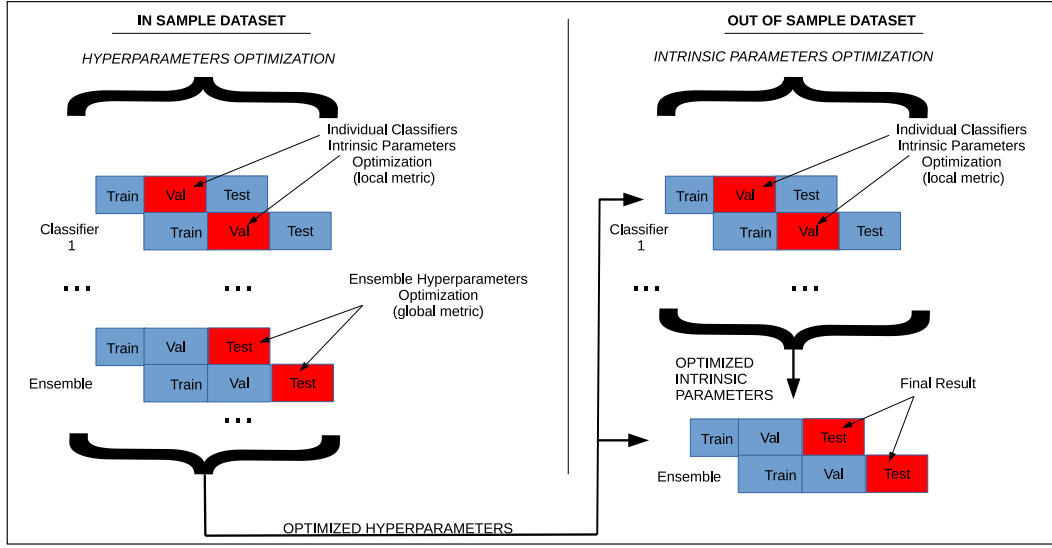 IN SAMPLE DATASET
HYPERPARAMETERS OPTIMIZATION
Individual Classifiers
Intrinsic Parameters
Optimization
(local metric)
Train Val Test
Train Val Test
Classifier
1
...
...
Ensemble Hyperparameters
Optimization
(global metric)
Train Val Test
Train Val Test
Ensemble
...
OPTIMIZED HYPERPARAMETERS
OUT OF SAMPLE DATASET
INTRINSIC PARAMETERS OPTIMIZATION
Individual Classifiers
Intrinsic Parameters
Optimization
(local metric)
Train Val Test
Train Val Test
Classifier
1
...
...
OPTIMIZED
INTRINSIC
PARAMETERS
Final Result
Train Val Test
Train Val Test
Ensemble